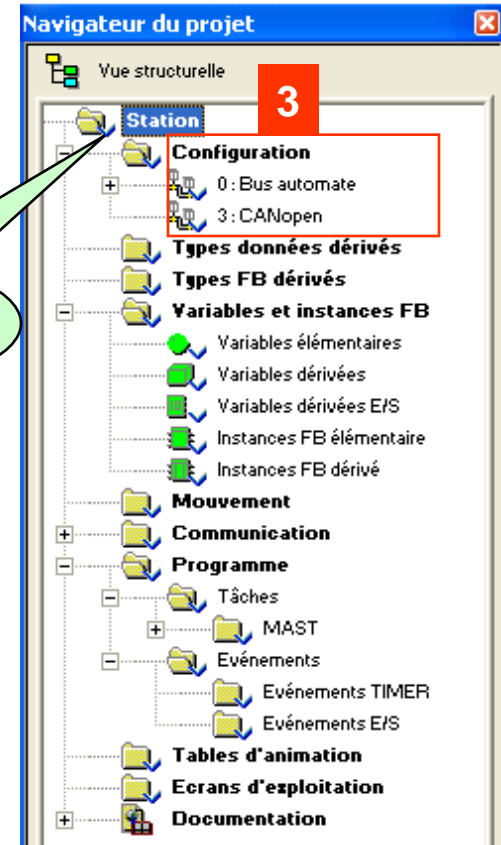 Navigateur du projet
Vue structurelle
3
Station
Configuration
0 : Bus automate
3 : CANopen
Types données dérivés
Types FB dérivés
Variables et instances FB
Variables élémentaires
Variables dérivées
Variables dérivées E/S
Instances FB élémentaire
Instances FB dérivé
Mouvement
Communication
Programme
Tâches
MAST
Evénements
Evénements TIMER
Evénements E/S
Tables d'animation
Ecrans d'exploitation
Documentation